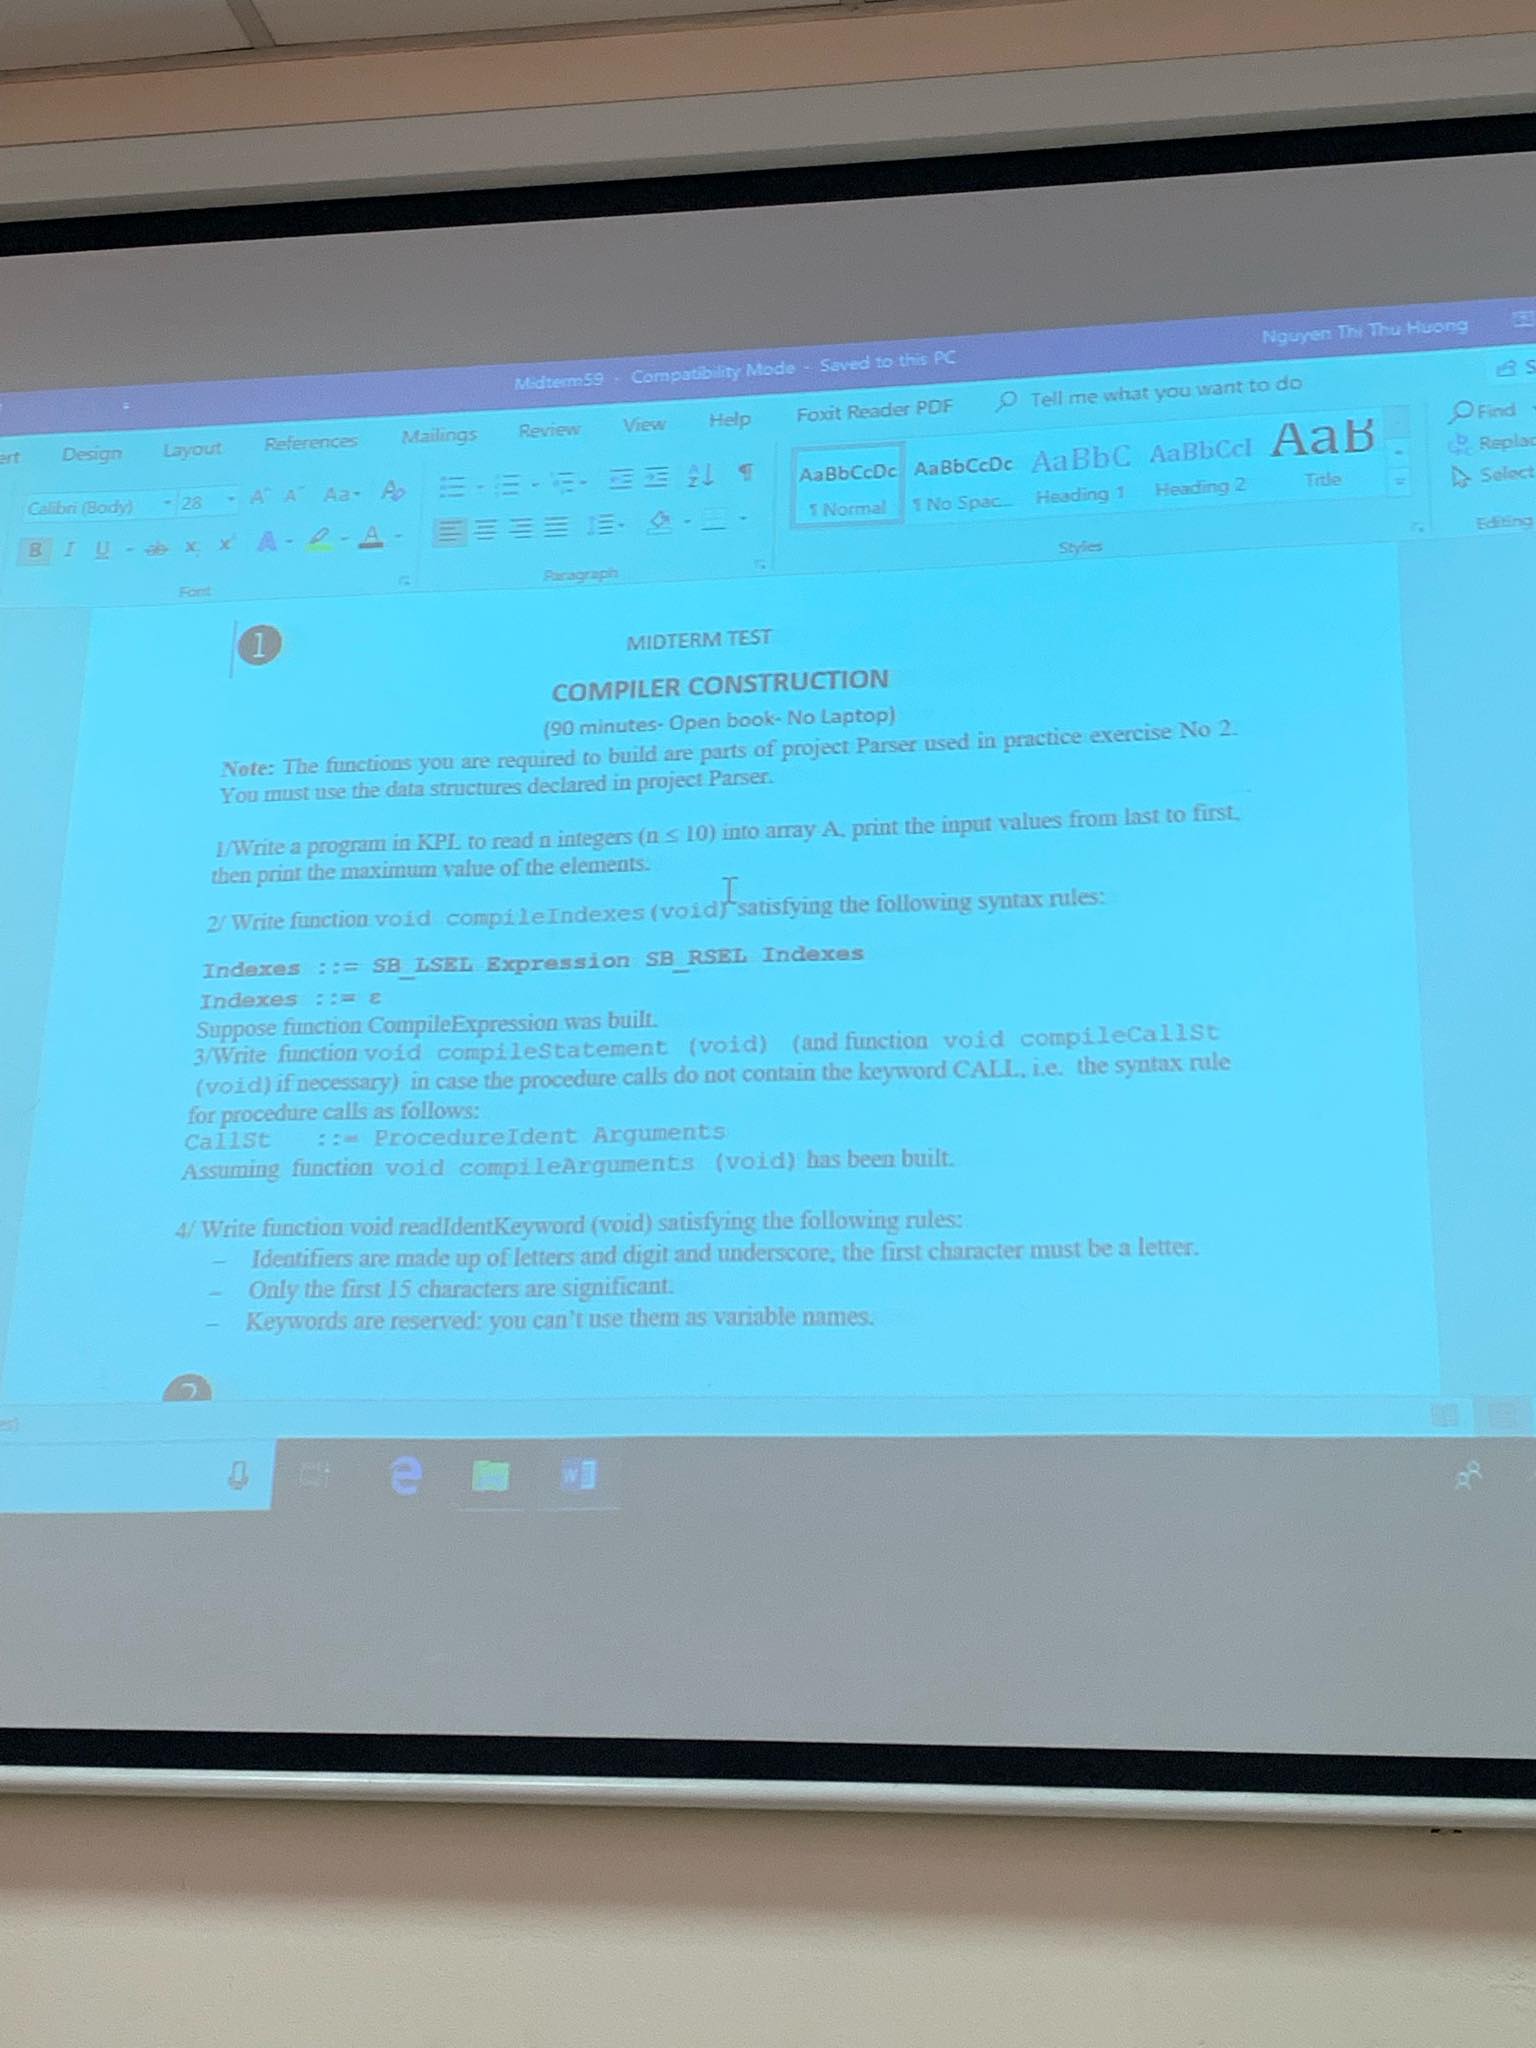 Midterm59 - Compatibility Mode - Saved to this PC
Nguyen Thi Thu Huong
Design Layout References Mailings Review View Help Foxit Reader PDF Tell me what you want to do
Calibri (Body) 28 Aa
B I U ab x x A A
Font
Paragraph
AaBbCcDc AaBbCcDc AaBbC AaBbCcI AaB
¶ Normal ¶ No Spac... Heading 1 Heading 2 Title
Styles
Find
Replac
Select
Editing
1
MIDTERM TEST
COMPILER CONSTRUCTION
(90 minutes- Open book- No Laptop)
Note: The functions you are required to build are parts of project Parser used in practice exercise No 2.
You must use the data structures declared in project Parser.
1/Write a program in KPL to read n integers (n ≤ 10) into array A, print the input values from last to first,
then print the maximum value of the elements.
2/ Write function void compileIndexes(void) satisfying the following syntax rules:
Indexes ::= SB_LSEL Expression SB_RSEL Indexes
Indexes ::= ε
Suppose function CompileExpression was built.
3/Write function void compileStatement (void) (and function void compileCallSt
(void) if necessary) in case the procedure calls do not contain the keyword CALL, i.e. the syntax rule
for procedure calls as follows:
CallSt ::= ProcedureIdent Arguments
Assuming function void compileArguments (void) has been built.
4/ Write function void readIdentKeyword (void) satisfying the following rules:
– Identifiers are made up of letters and digit and underscore, the first character must be a letter.
– Only the first 15 characters are significant.
– Keywords are reserved: you can't use them as variable names.
2